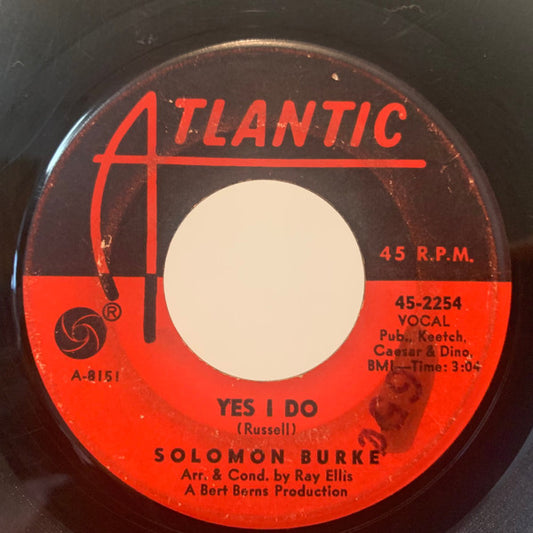 ATLANTIC
45 R.P.M.
®
45-2254
VOCAL
Pub., Keetch,
Caesar & Dino,
BMI—Time: 3:04
A-8151
YES I DO
(Russell)
SOLOMON BURKE
Arr. & Cond. by Ray Ellis
A Bert Berns Production